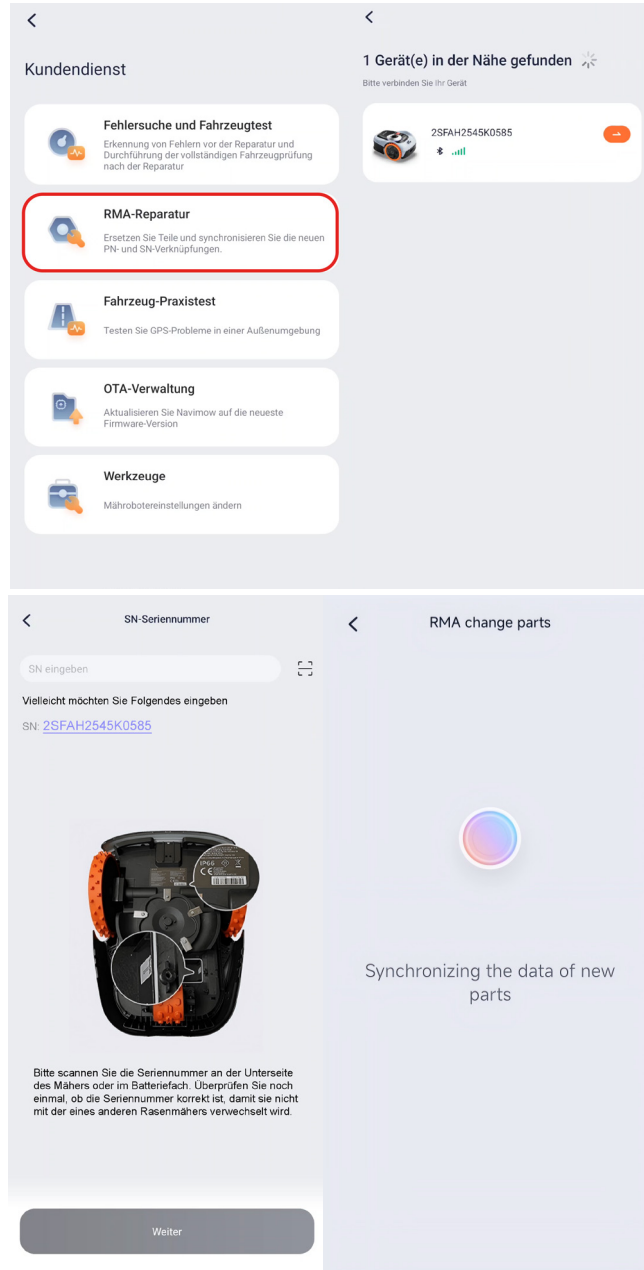 Kundendienst
Fehlersuche und Fahrzeugtest
Erkennung von Fehlern vor der Reparatur und
Durchführung der vollständigen Fahrzeugprüfung
nach der Reparatur
RMA-Reparatur
Ersetzen Sie Teile und synchronisieren Sie die neuen
PN- und SN-Verknüpfungen.
Fahrzeug-Praxistest
Testen Sie GPS-Probleme in einer Außenumgebung
OTA-Verwaltung
Aktualisieren Sie Navimow auf die neueste
Firmware-Version
Werkzeuge
Mährobotereinstellungen ändern
1 Gerät(e) in der Nähe gefunden
Bitte verbinden Sie Ihr Gerät
2SFAH2545K0585
SN-Seriennummer
SN eingeben
Vielleicht möchten Sie Folgendes eingeben
SN: 2SFAH2545K0585
IP66
Bitte scannen Sie die Seriennummer an der Unterseite
des Mähers oder im Batteriefach. Überprüfen Sie noch
einmal, ob die Seriennummer korrekt ist, damit sie nicht
mit der eines anderen Rasenmähers verwechselt wird.
Weiter
RMA change parts
Synchronizing the data of new
parts